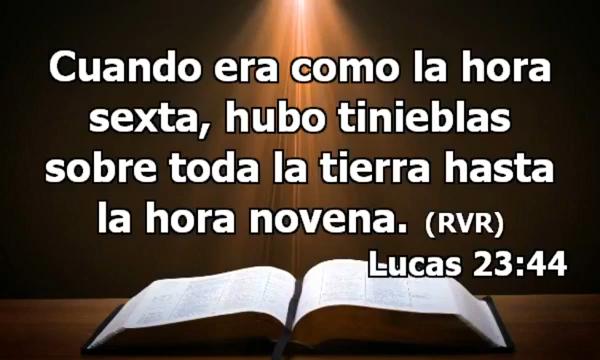 Cuando era como la hora
sexta, hubo tinieblas
sobre toda la tierra hasta
la hora novena. (RVR)
Lucas 23:44